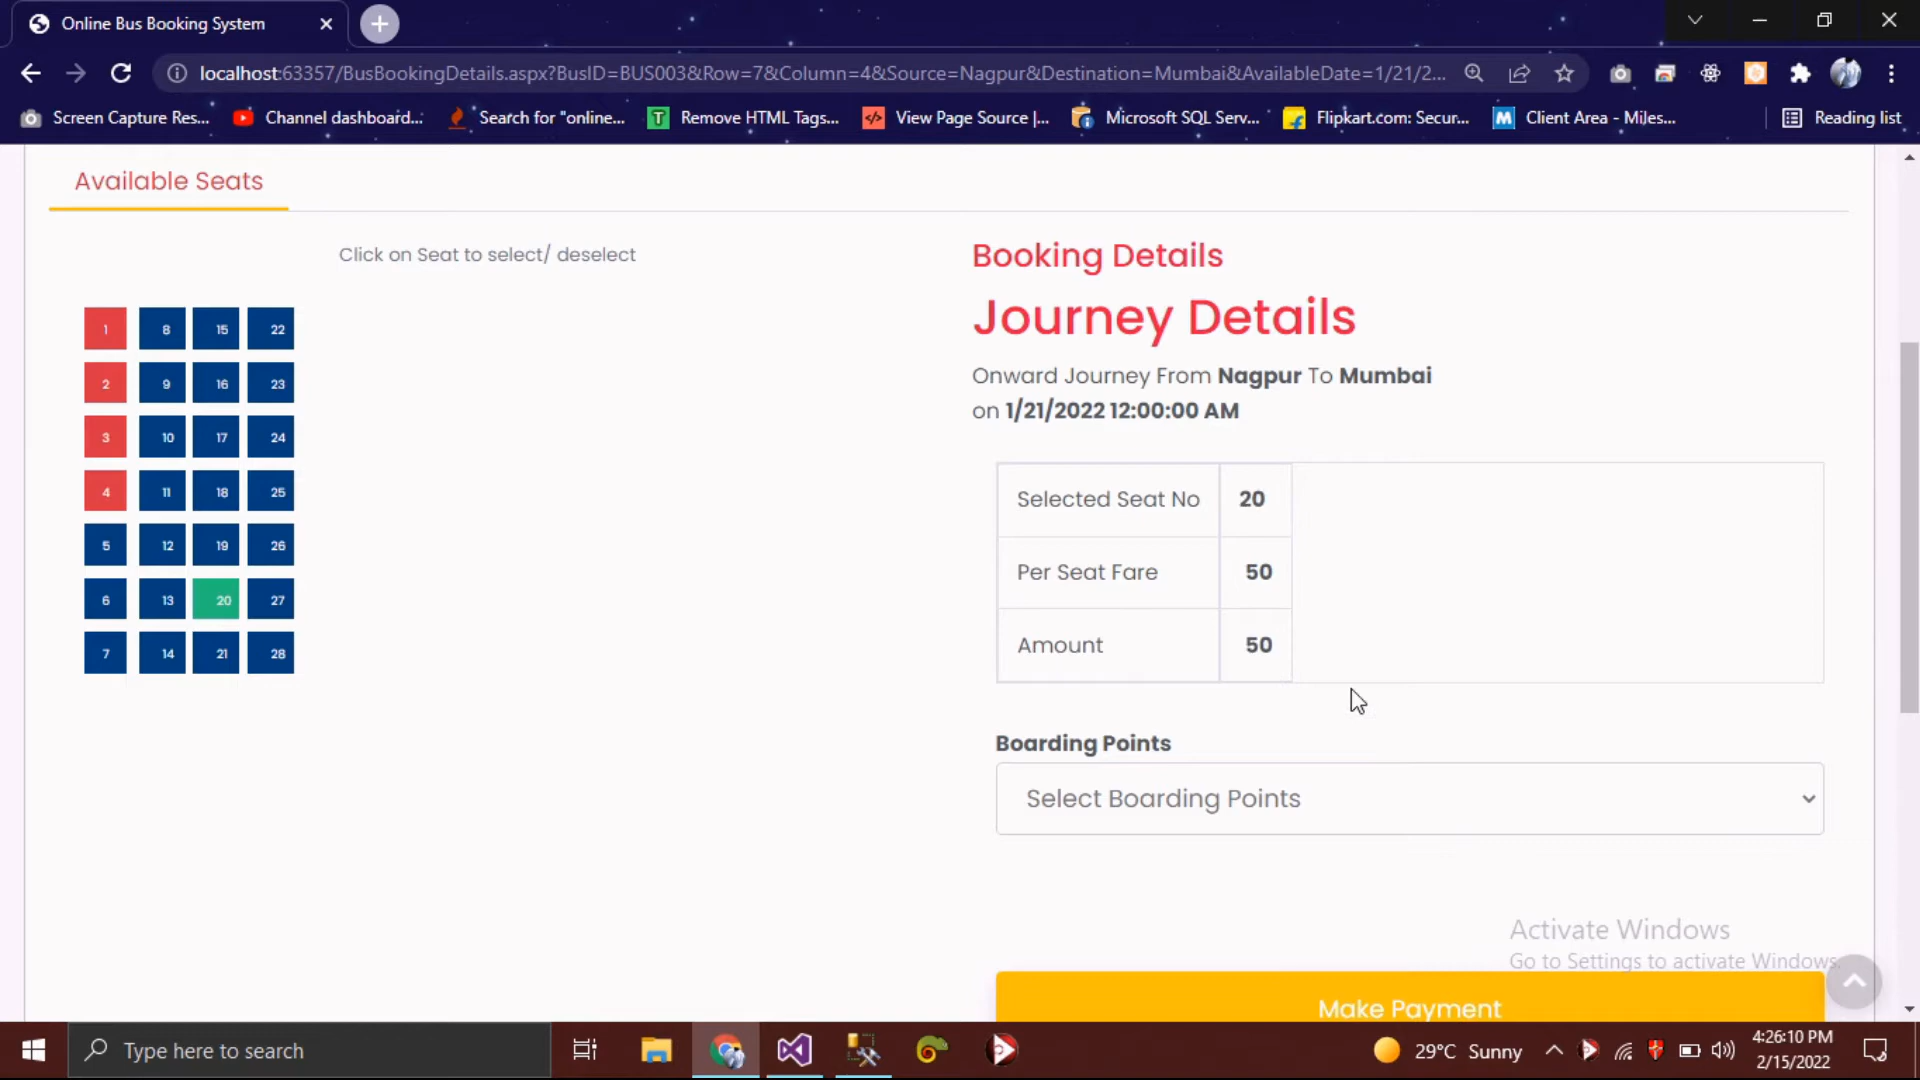 Online Bus Booking System
localhost:63357/BusBookingDetails.aspx?BusID=BUS003&Row=7&Column=4&Source=Nagpur&Destination=Mumbai&AvailableDate=1/21/2...
Screen Capture Res... Channel dashboard... Search for "online... Remove HTML Tags... View Page Source |... Microsoft SQL Serv... Flipkart.com: Secur... Client Area - Miles... Reading list
Available Seats
Click on Seat to select/ deselect
1 8 15 22
2 9 16 23
3 10 17 24
4 11 18 25
5 12 19 26
6 13 20 27
7 14 21 28
Booking Details
Journey Details
Onward Journey From Nagpur To Mumbai
on 1/21/2022 12:00:00 AM
Selected Seat No 20
Per Seat Fare 50
Amount 50
Boarding Points
Select Boarding Points
Activate Windows
Go to Settings to activate Windows.
Make Payment
Type here to search
29°C Sunny
4:26:10 PM
2/15/2022